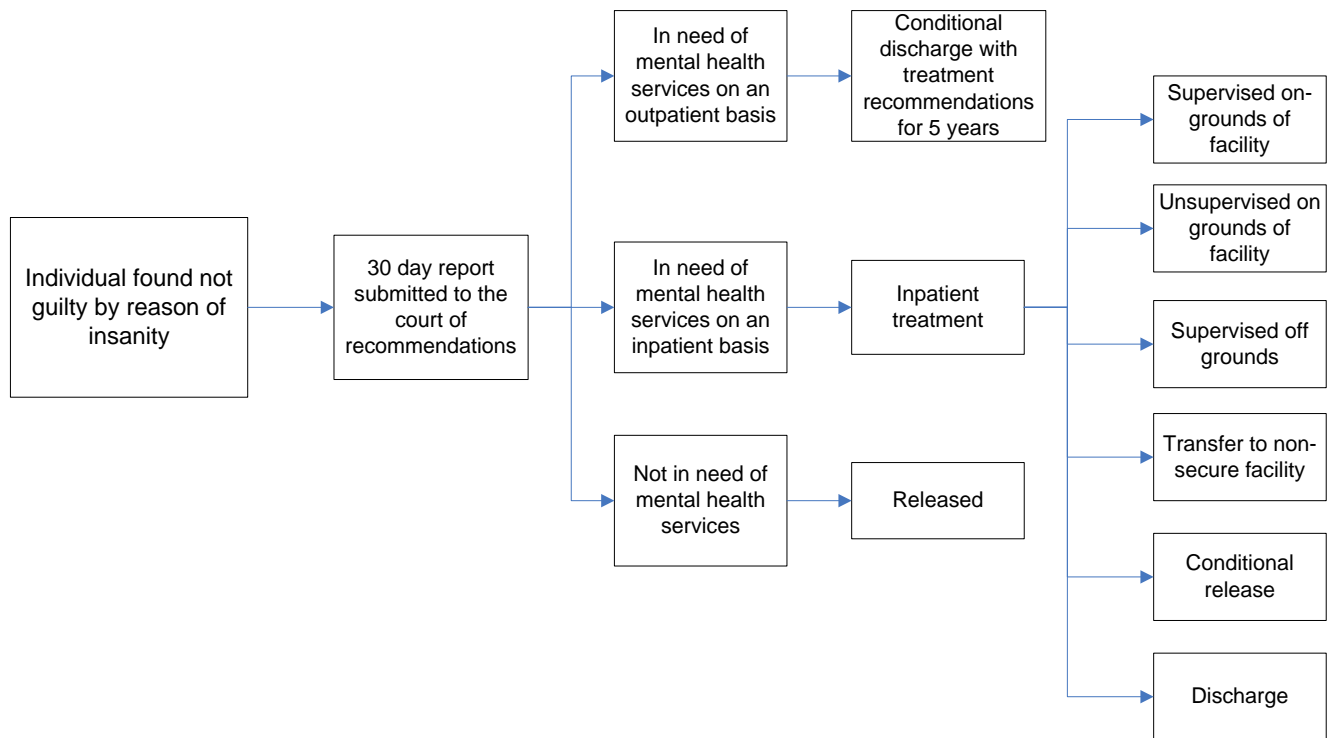 Individual found not
guilty by reason of
insanity
30 day report
submitted to the
court of
recommendations
In need of
mental health
services on an
outpatient basis
Conditional
discharge with
treatment
recommendations
for 5 years
In need of
mental health
services on an
inpatient basis
Inpatient
treatment
Not in need of
mental health
services
Released
Supervised on-
grounds of
facility
Unsupervised on
grounds of
facility
Supervised off
grounds
Transfer to non-
secure facility
Conditional
release
Discharge